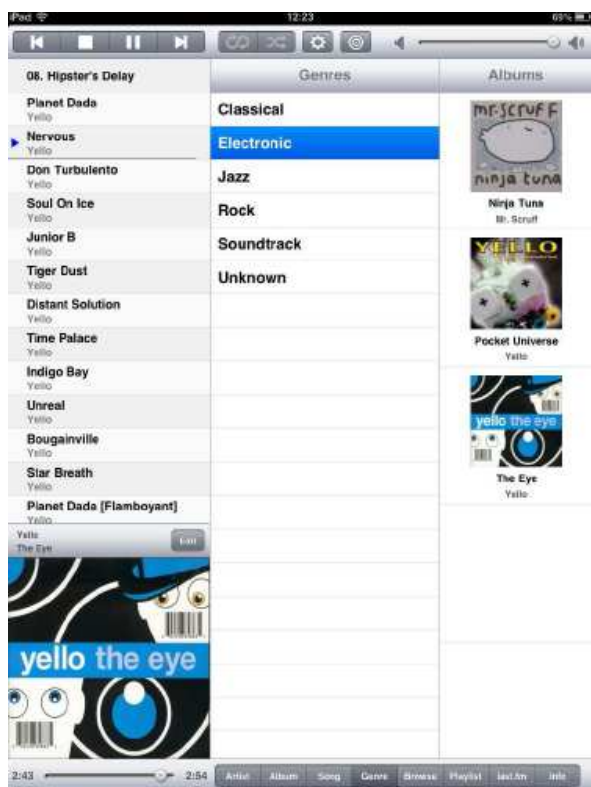 iPad 12:23 69%
08. Hipster's Delay
Planet Dada
Yello
Nervous
Yello
Don Turbulento
Yello
Soul On Ice
Yello
Junior B
Yello
Tiger Dust
Yello
Distant Solution
Yello
Time Palace
Yello
Indigo Bay
Yello
Unreal
Yello
Bougainville
Yello
Star Breath
Yello
Planet Dada [Flamboyant]
Yello
Yello
The Eye
Edit
yello the eye
2:43 2:54
Genres
Classical
Electronic
Jazz
Rock
Soundtrack
Unknown
Albums
mr. scruff
ninja tuna
Ninja Tuna
Mr. Scruff
YELLO
Pocket Universe
Yello
yello the eye
The Eye
Yello
Artist Album Song Genre Browse Playlist last.fm Info